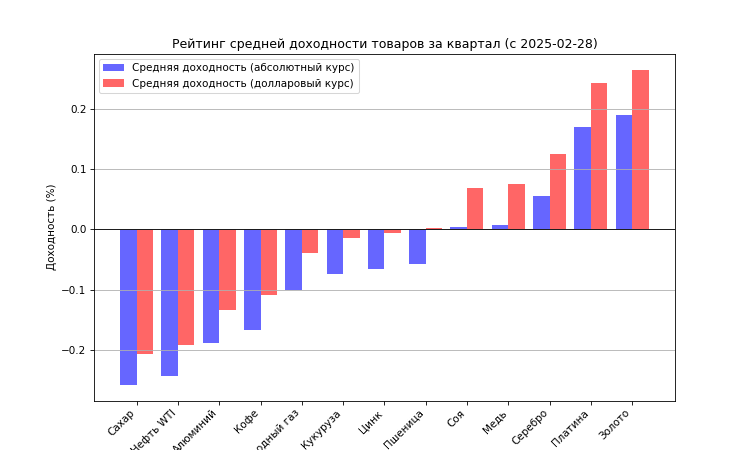 Рейтинг средней доходности товаров за квартал (с 2025-02-28)
Средняя доходность (абсолютный курс)
Средняя доходность (долларовый курс)
Доходность (%)
0.2
0.1
0.0
−0.1
−0.2
Сахар
Нефть WTI
Алюминий
Кофе
одный газ
Кукуруза
Цинк
Пшеница
Соя
Медь
Серебро
Платина
Золото